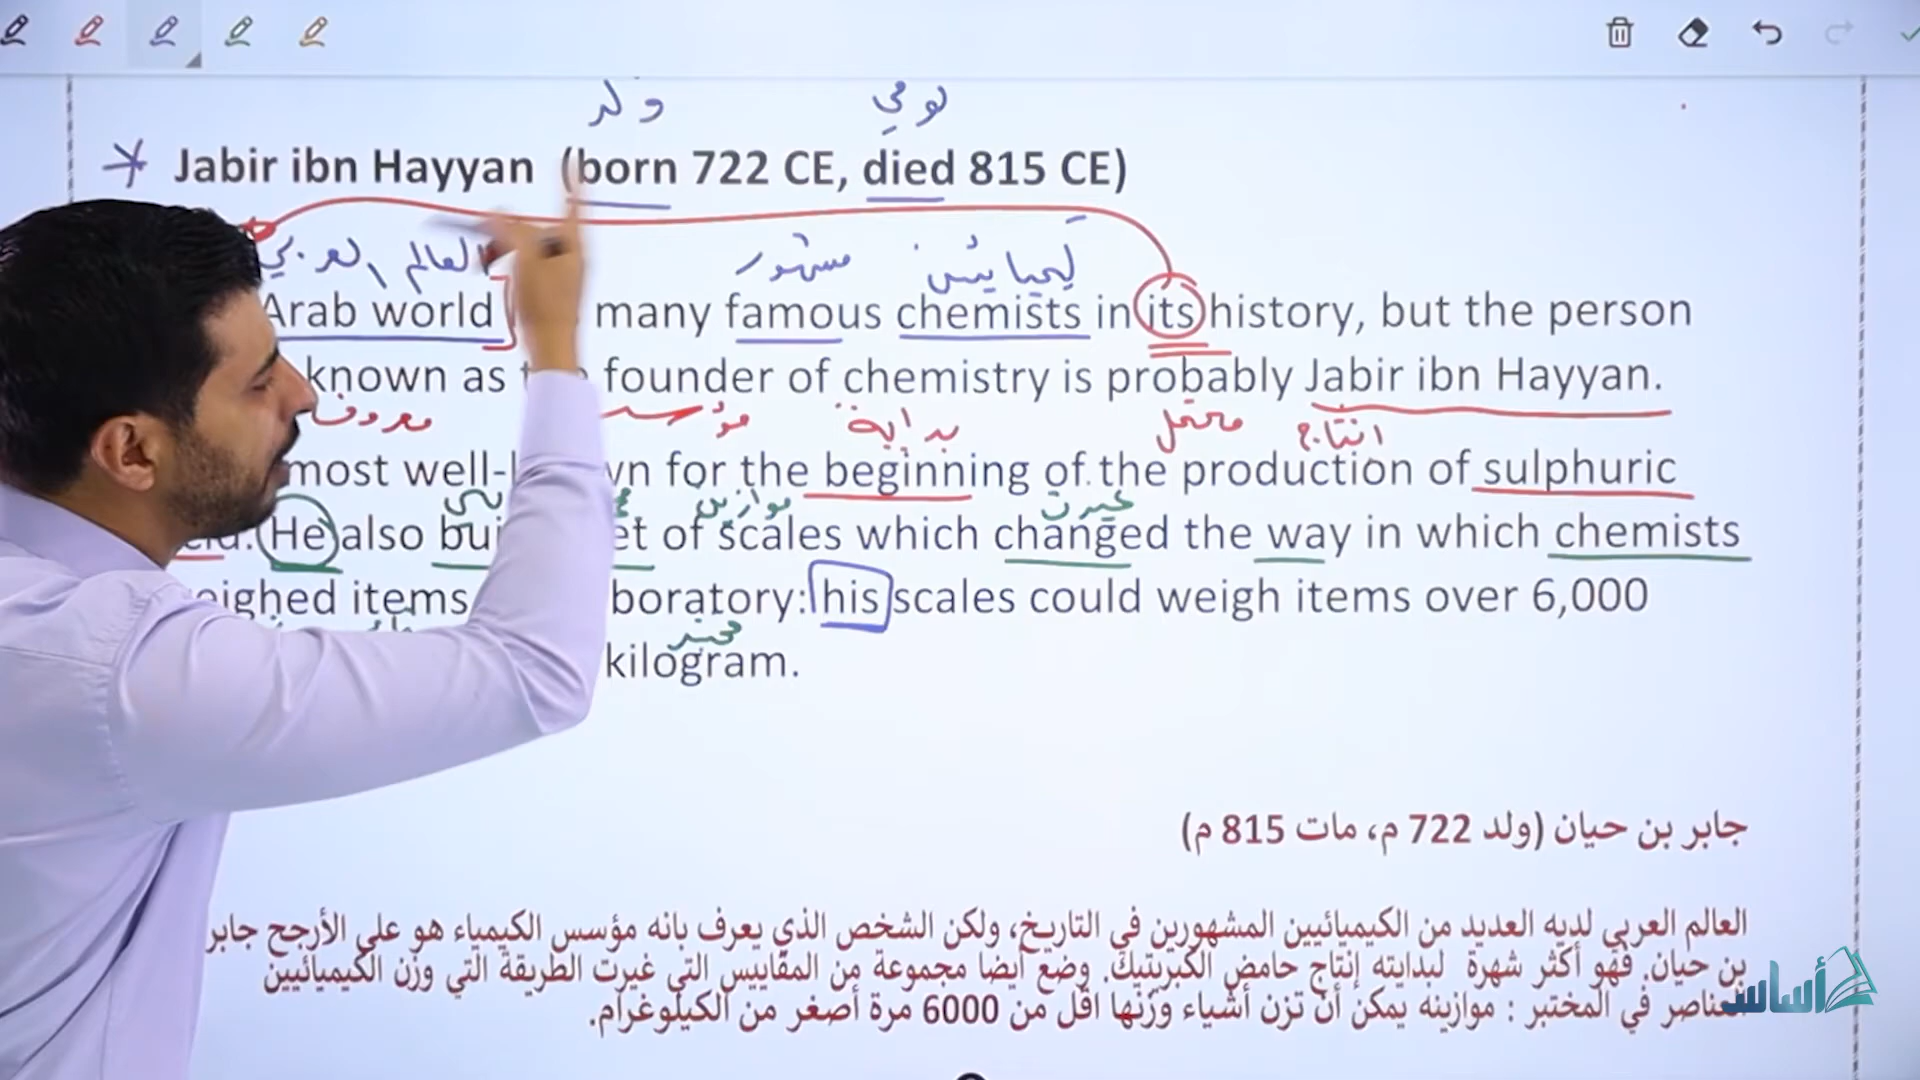 ولد توفي
Jabir ibn Hayyan (born 722 CE, died 815 CE)
العالم العربي مشهور كيميائيين
Arab world many famous chemists in its history, but the person
known as founder of chemistry is probably Jabir ibn Hayyan.
معروف مؤسس بداية محتمل انتاج
most well- for the beginning of the production of sulphuric
بنى موازين غيرت
He also of scales which changed the way in which chemists
items his scales could weigh items over 6,000
مختبر
kilogram.
جابر بن حيان (ولد 722 م، مات 815 م)
العالم العربي لديه العديد من الكيميائيين المشهورين في التاريخ، ولكن الشخص الذي يعرف بانه مؤسس الكيمياء هو على الأرجح جابر
بن حيان. فهو أكثر شهرة لبدايته إنتاج حامض الكبريتيك. وضع أيضا مجموعة من المقاييس التي غيرت الطريقة التي وزن الكيميائيين
العناصر في المختبر : موازينه يمكن أن تزن أشياء وزنها اقل من 6000 مرة أصغر من الكيلوغرام.
أساس